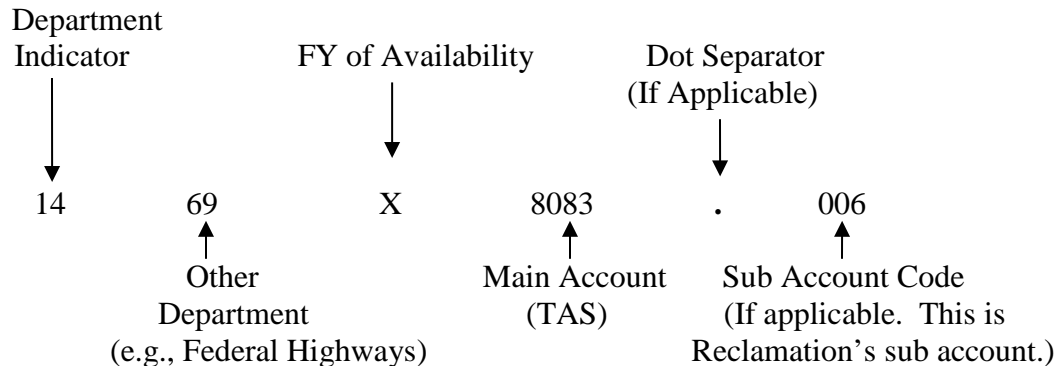 Department
Indicator
FY of Availability
Dot Separator
(If Applicable)
14 69 X 8083 . 006
Other
Department
(e.g., Federal Highways)
Main Account
(TAS)
Sub Account Code
(If applicable. This is
Reclamation’s sub account.)